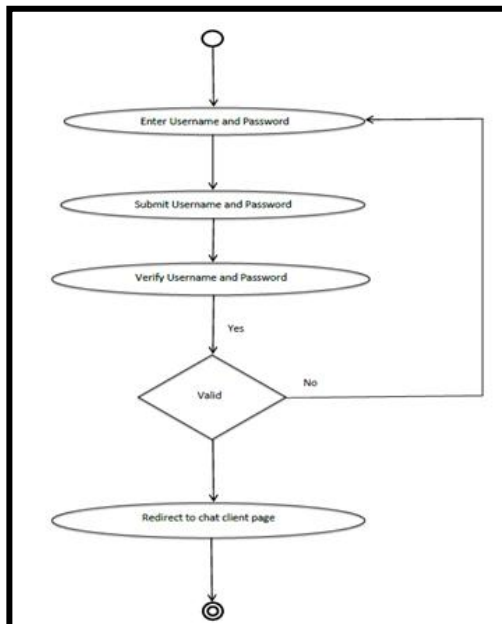 Enter Username and Password
Submit Username and Password
Verify Username and Password
Yes
Valid
No
Redirect to chat client page